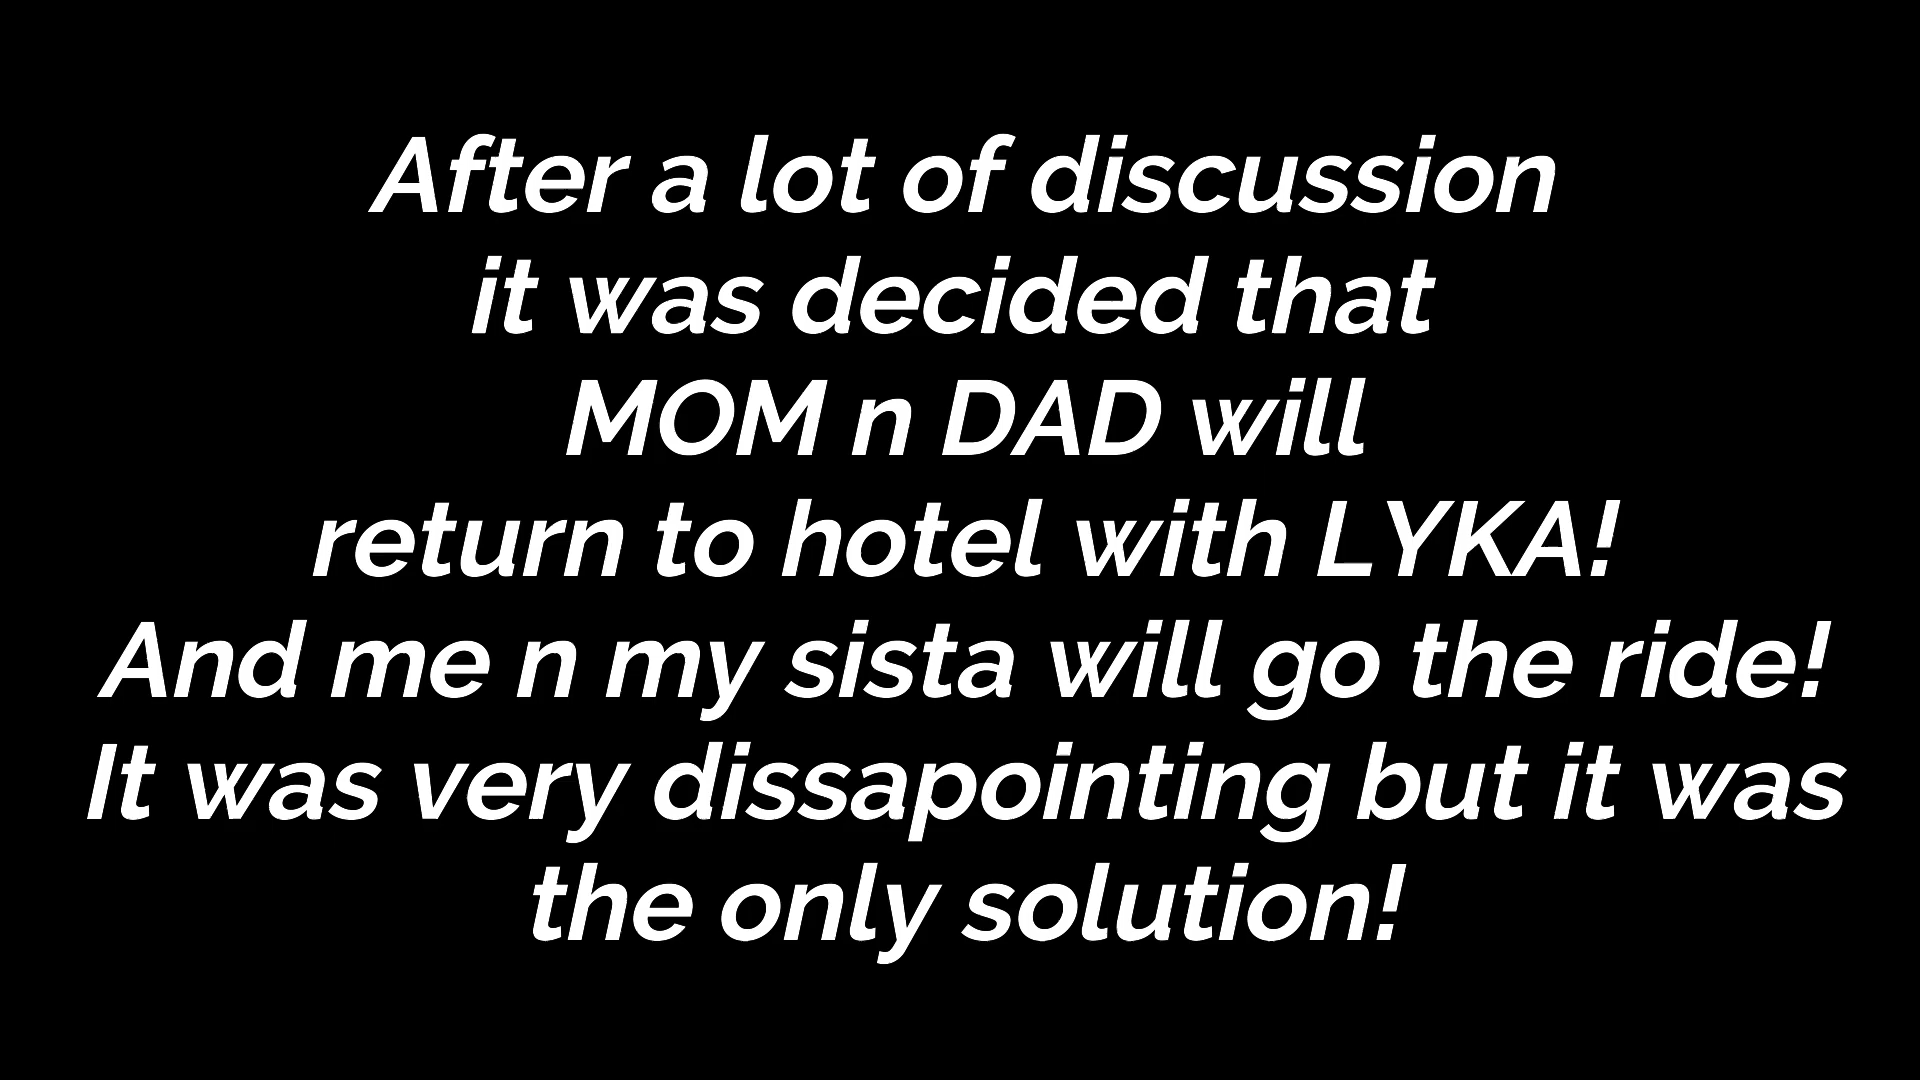 After a lot of discussion
it was decided that
MOM n DAD will
return to hotel with LYKA!
And me n my sista will go the ride!
It was very dissapointing but it was
the only solution!